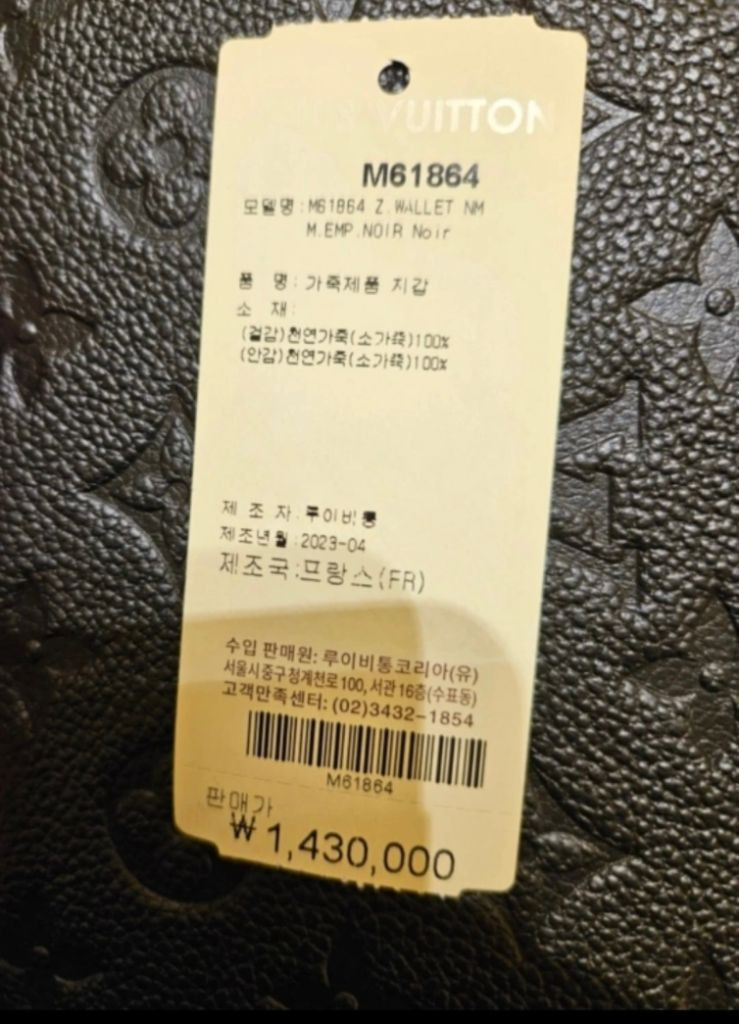 LOUIS VUITTON
M61864
모델명:M61864 Z.WALLET NM
M.EMP.NOIR Noir
품 명: 가죽제품 지갑
소 재:
(겉감)천연가죽(소가죽)100%
(안감)천연가죽(소가죽)100%
제 조 자:루이비통
제조년월:2023-04
제조국:프랑스(FR)
수입 판매원: 루이비통코리아(유)
서울시중구청계천로100, 서관16층(수표동)
고객만족센터: (02)3432-1854
M61864
판매가
₩1,430,000